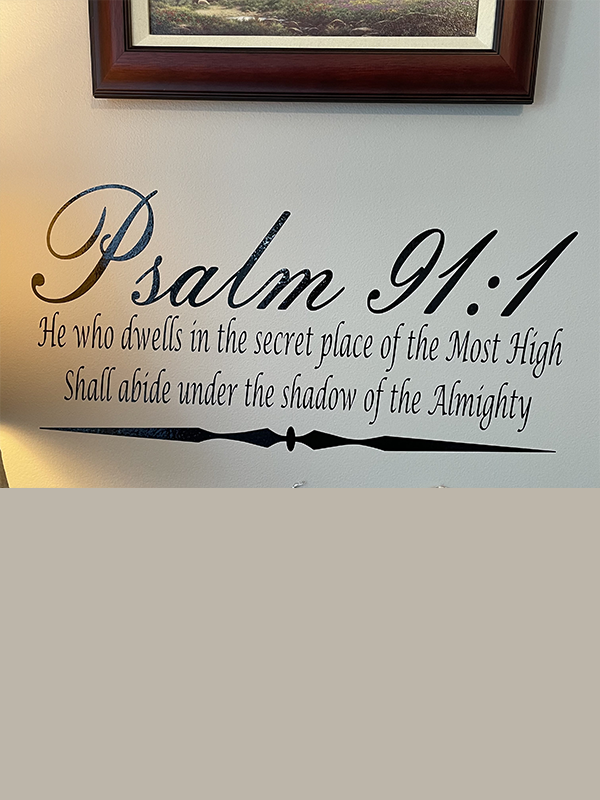 Psalm 91:1
He who dwells in the secret place of the Most High
Shall abide under the shadow of the Almighty